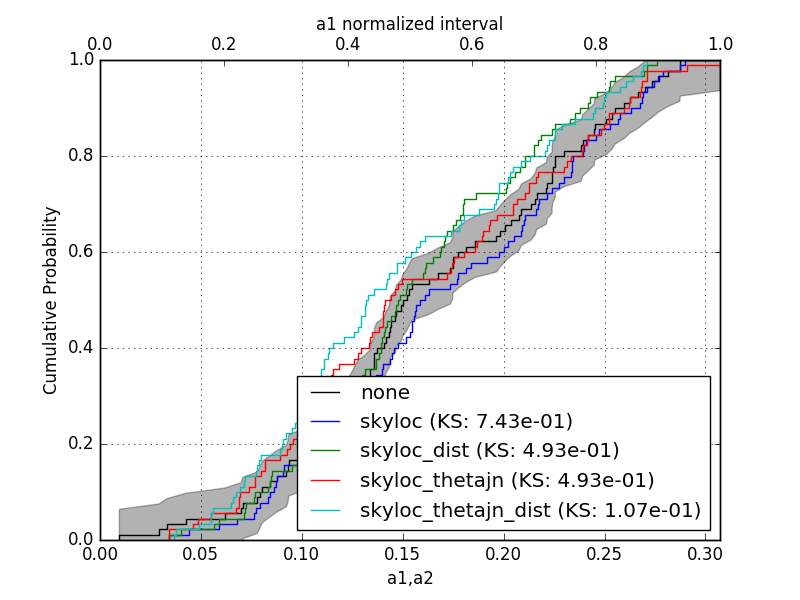 a1 normalized interval
0.0 0.2 0.4 0.6 0.8 1.0
1.0
0.8
0.6
0.4
0.2
0.0
Cumulative Probability
none
skyloc (KS: 7.43e-01)
skyloc_dist (KS: 4.93e-01)
skyloc_thetajn (KS: 4.93e-01)
skyloc_thetajn_dist (KS: 1.07e-01)
0.00 0.05 0.10 0.15 0.20 0.25 0.30
a1,a2